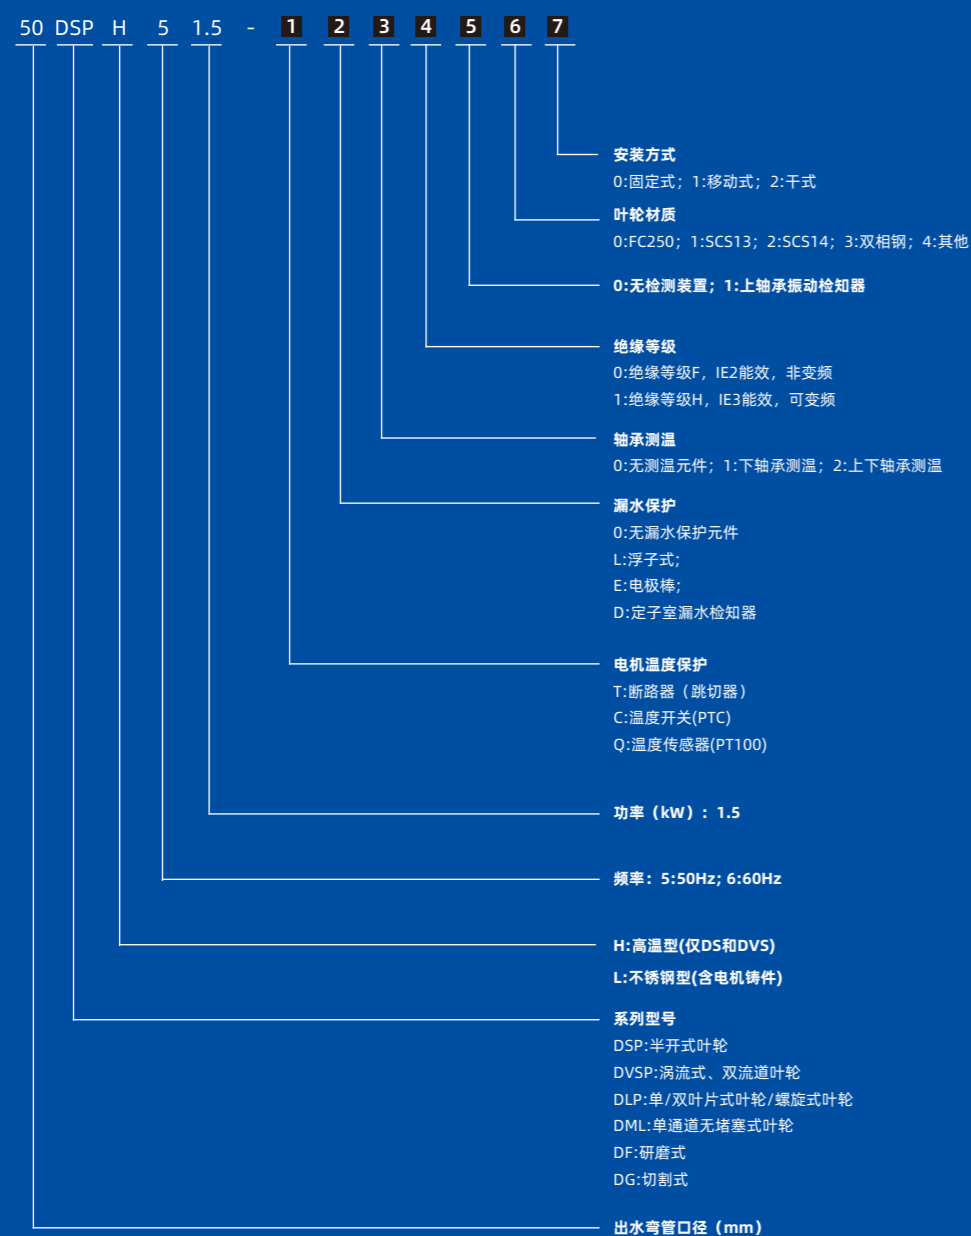 50 DSP H 5 1.5 - 1 2 3 4 5 6 7
安装方式
0:固定式；1:移动式；2:干式
叶轮材质
0:FC250；1:SCS13；2:SCS14；3:双相钢；4:其他
0:无检测装置；1:上轴承振动检知器
绝缘等级
0:绝缘等级F，IE2能效，非变频
1:绝缘等级H，IE3能效，可变频
轴承测温
0:无测温元件；1:下轴承测温；2:上下轴承测温
漏水保护
0:无漏水保护元件
L:浮子式;
E:电极棒;
D:定子室漏水检知器
电机温度保护
T:断路器（跳切器）
C:温度开关(PTC)
Q:温度传感器(PT100)
功率（kW）: 1.5
频率：5:50Hz; 6:60Hz
H:高温型(仅DS和DVS)
L:不锈钢型(含电机铸件)
系列型号
DSP:半开式叶轮
DVSP:涡流式、双流道叶轮
DLP:单/双叶片式叶轮/螺旋式叶轮
DML:单通道无堵塞式叶轮
DF:研磨式
DG:切割式
出水弯管口径（mm）